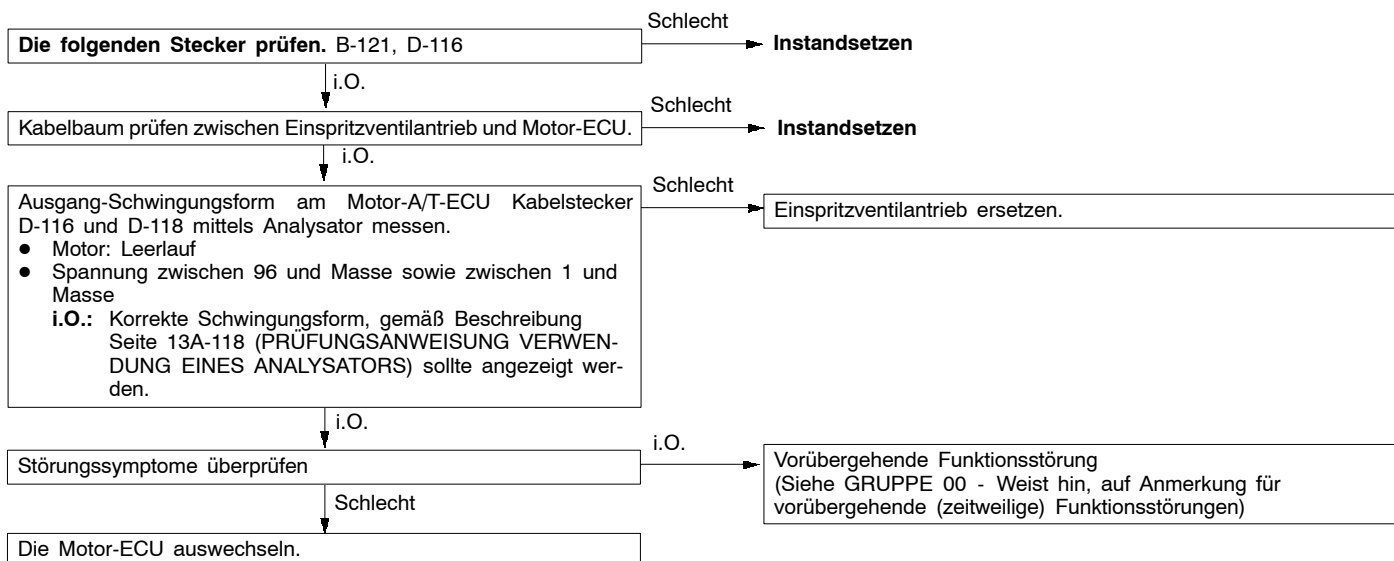 Schlecht
Die folgenden Stecker prüfen. B-121, D-116
Instandsetzen
i.O.
Schlecht
Kabelbaum prüfen zwischen Einspritzventilantrieb und Motor-ECU.
Instandsetzen
i.O.
Schlecht
Ausgang-Schwingungsform am Motor-A/T-ECU Kabelstecker
D-116 und D-118 mittels Analysator messen.
● Motor: Leerlauf
● Spannung zwischen 96 und Masse sowie zwischen 1 und
Masse
i.O.: Korrekte Schwingungsform, gemäß Beschreibung
Seite 13A-118 (PRÜFUNGSANWEISUNG VERWEN-
DUNG EINES ANALYSATORS) sollte angezeigt wer-
den.
Einspritzventilantrieb ersetzen.
i.O.
Störungssymptome überprüfen
i.O.
Vorübergehende Funktionsstörung
(Siehe GRUPPE 00 - Weist hin, auf Anmerkung für
vorübergehende (zeitweilige) Funktionsstörungen)
Schlecht
Die Motor-ECU auswechseln.